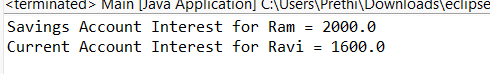 <terminated> Main [Java Application] C:\Users\Prethi\Downloads\eclipse
Savings Account Interest for Ram = 2000.0
Current Account Interest for Ravi = 1600.0